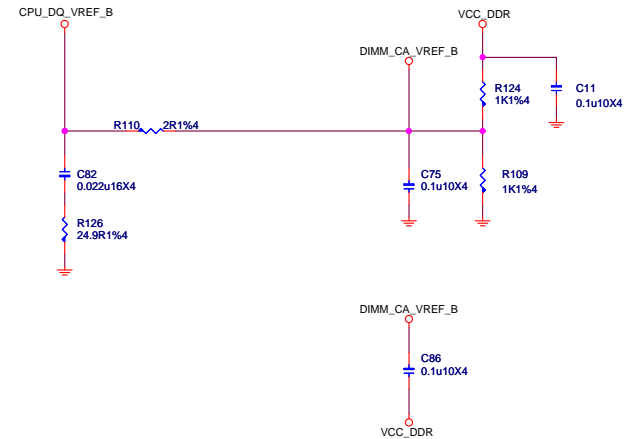 CPU_DQ_VREF_B
VCC_DDR
DIMM_CA_VREF_B
R124
1K1%4
C11
0.1u10X4
R110
2R1%4
C82
0.022u16X4
C75
0.1u10X4
R109
1K1%4
R126
24.9R1%4
DIMM_CA_VREF_B
C86
0.1u10X4
VCC_DDR